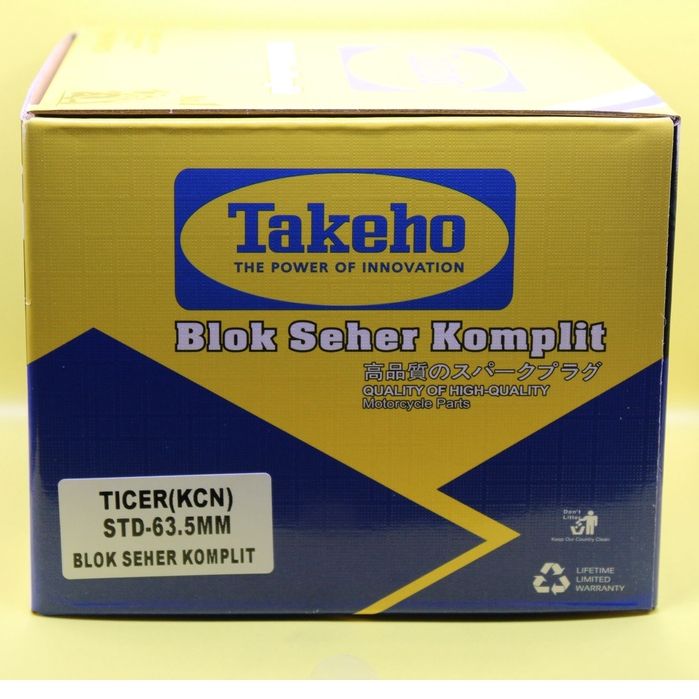 Takeho
THE POWER OF INNOVATION
Blok Seher Komplit
高品質のスパークプラグ
QUALITY OF HIGH-QUALITY
Motorcycle Parts
TICER(KCN)
STD-63.5MM
BLOK SEHER KOMPLIT
Don't
Litter
Keep Our Country Clean
LIFETIME
LIMITED
WARRANTY